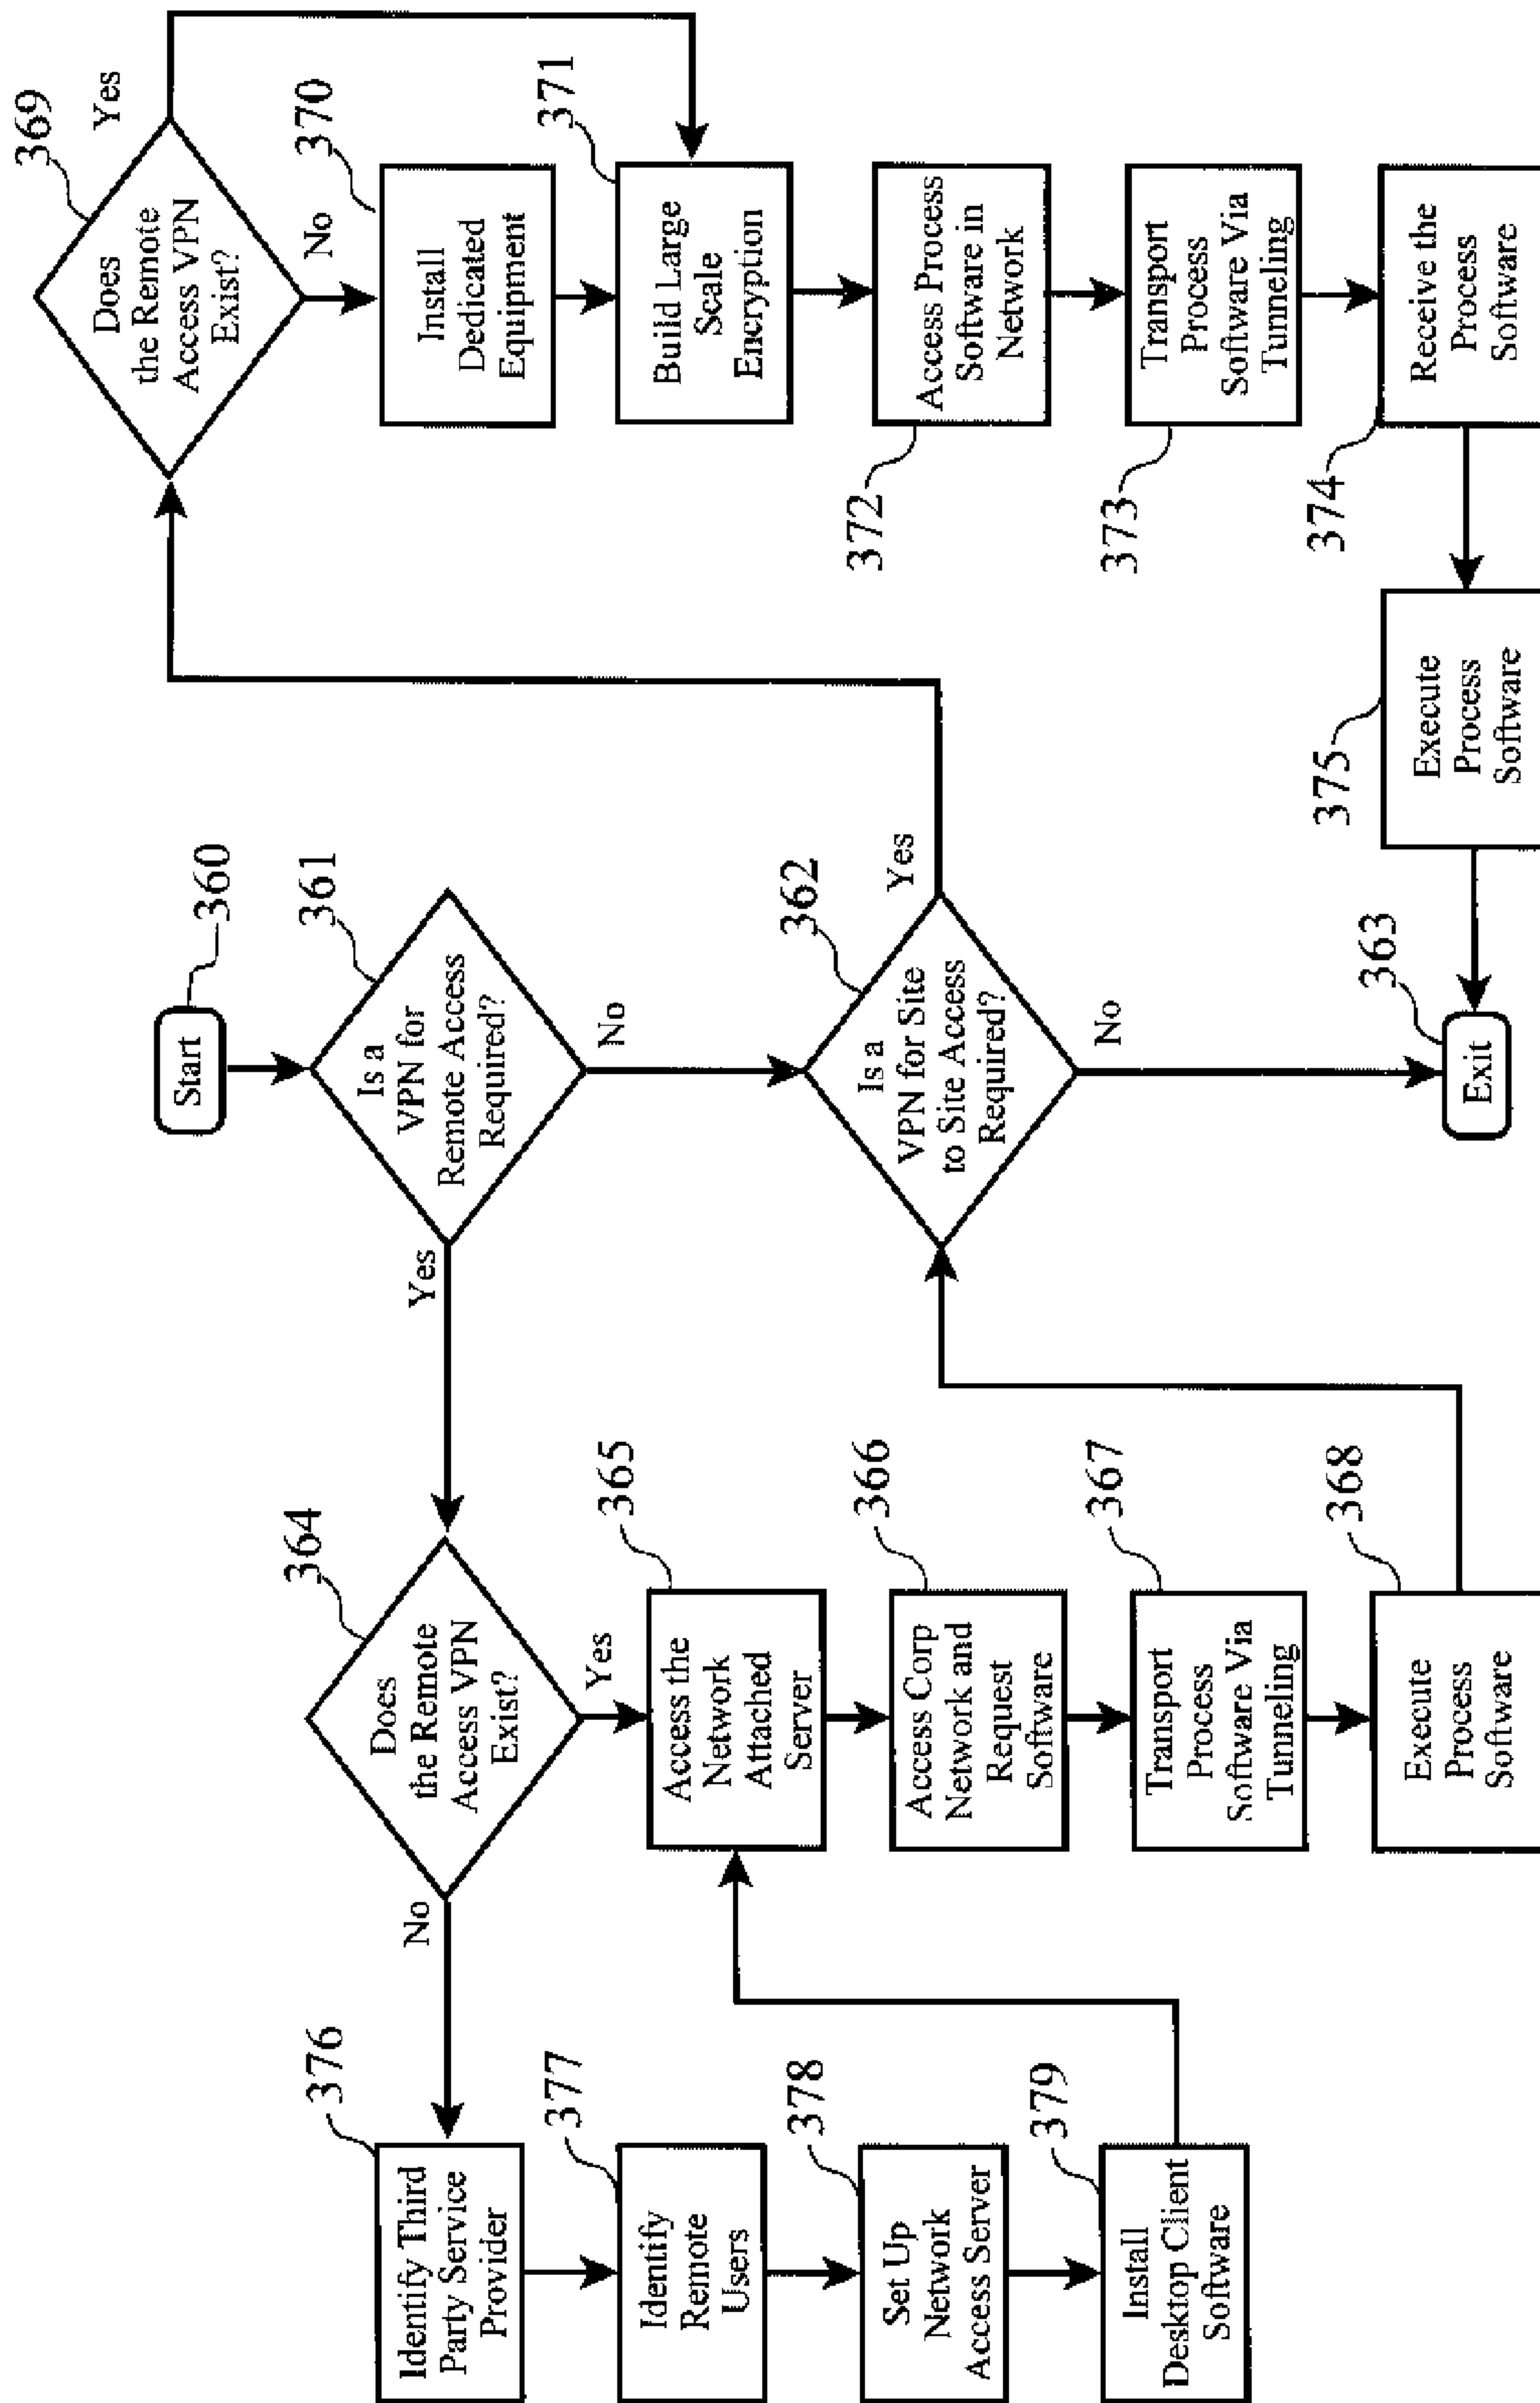 Start
360
Is a
VPN for
Remote Access
Required?
361
Yes
No
Is a
VPN for Site
to Site Access
Required?
362
Yes
No
Exit
363
Does
the Remote
Access VPN
Exist?
364
No
Yes
Access the
Network
Attached
Server
365
Access Corp
Network and
Request
Software
366
Transport
Process
Software Via
Tunneling
367
Execute
Process
Software
368
Does
the Remote
Access VPN
Exist?
369
Yes
No
Install
Dedicated
Equipment
370
Build Large
Scale
Encryption
371
Access Process
Software in
Network
372
Transport
Process
Software Via
Tunneling
373
Receive the
Process
Software
374
Execute
Process
Software
375
Identify Third
Party Service
Provider
376
Identify
Remote
Users
377
Set Up
Network
Access Server
378
Install
Desktop Client
Software
379